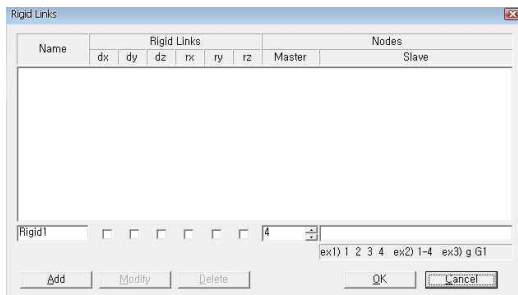 Rigid Links
Name Rigid Links Nodes
dx dy dz rx ry rz Master Slave
Rigid1 4
ex1) 1 2 3 4 ex2) 1-4 ex3) g G1
Add Modify Delete OK Cancel